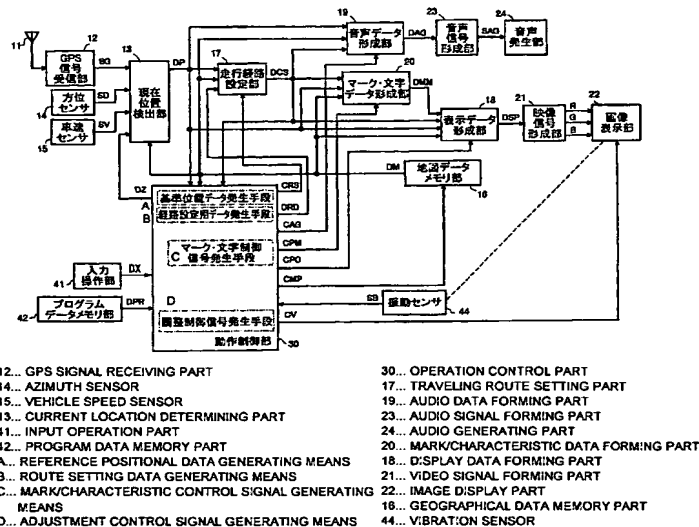 11
12
GPS
信号
受信部
SG
14
方位
センサ
SD
15
車速
センサ
SV
13
現在
位置
検出部
DP
17
走行経路
設定部
DCS
19
音声データ
形成部
DAG
23
音声
信号
形成部
SAG
24
音声
発生部
20
マーク・文字
データ形成部
DMM
18
表示データ
形成部
DSP
21
映像
信号
形成部
R
G
B
22
画像
表示部
DM
地図データ
メモリ部
16
DZ
A
基準位置データ発生手段
B
経路設定用データ発生手段
CRS
DRD
CAG
C
マーク・文字制御
信号発生手段
CPM
CPO
CMP
41
入力
操作部
DX
42
プログラム
データメモリ部
DPR
D
調整制御信号発生手段
動作制御部
30
SB
振動センサ
44
CV
12... GPS SIGNAL RECEIVING PART
14... AZIMUTH SENSOR
15... VEHICLE SPEED SENSOR
13... CURRENT LOCATION DETERMINING PART
41... INPUT OPERATION PART
42... PROGRAM DATA MEMORY PART
A... REFERENCE POSITIONAL DATA GENERATING MEANS
B... ROUTE SETTING DATA GENERATING MEANS
C... MARK/CHARACTERISTIC CONTROL SIGNAL GENERATING
MEANS
D... ADJUSTMENT CONTROL SIGNAL GENERATING MEANS
30... OPERATION CONTROL PART
17... TRAVELING ROUTE SETTING PART
19... AUDIO DATA FORMING PART
23... AUDIO SIGNAL FORMING PART
24... AUDIO GENERATING PART
20... MARK/CHARACTERISTIC DATA FORMING PART
18... DISPLAY DATA FORMING PART
21... VIDEO SIGNAL FORMING PART
22... IMAGE DISPLAY PART
16... GEOGRAPHICAL DATA MEMORY PART
44... VIBRATION SENSOR